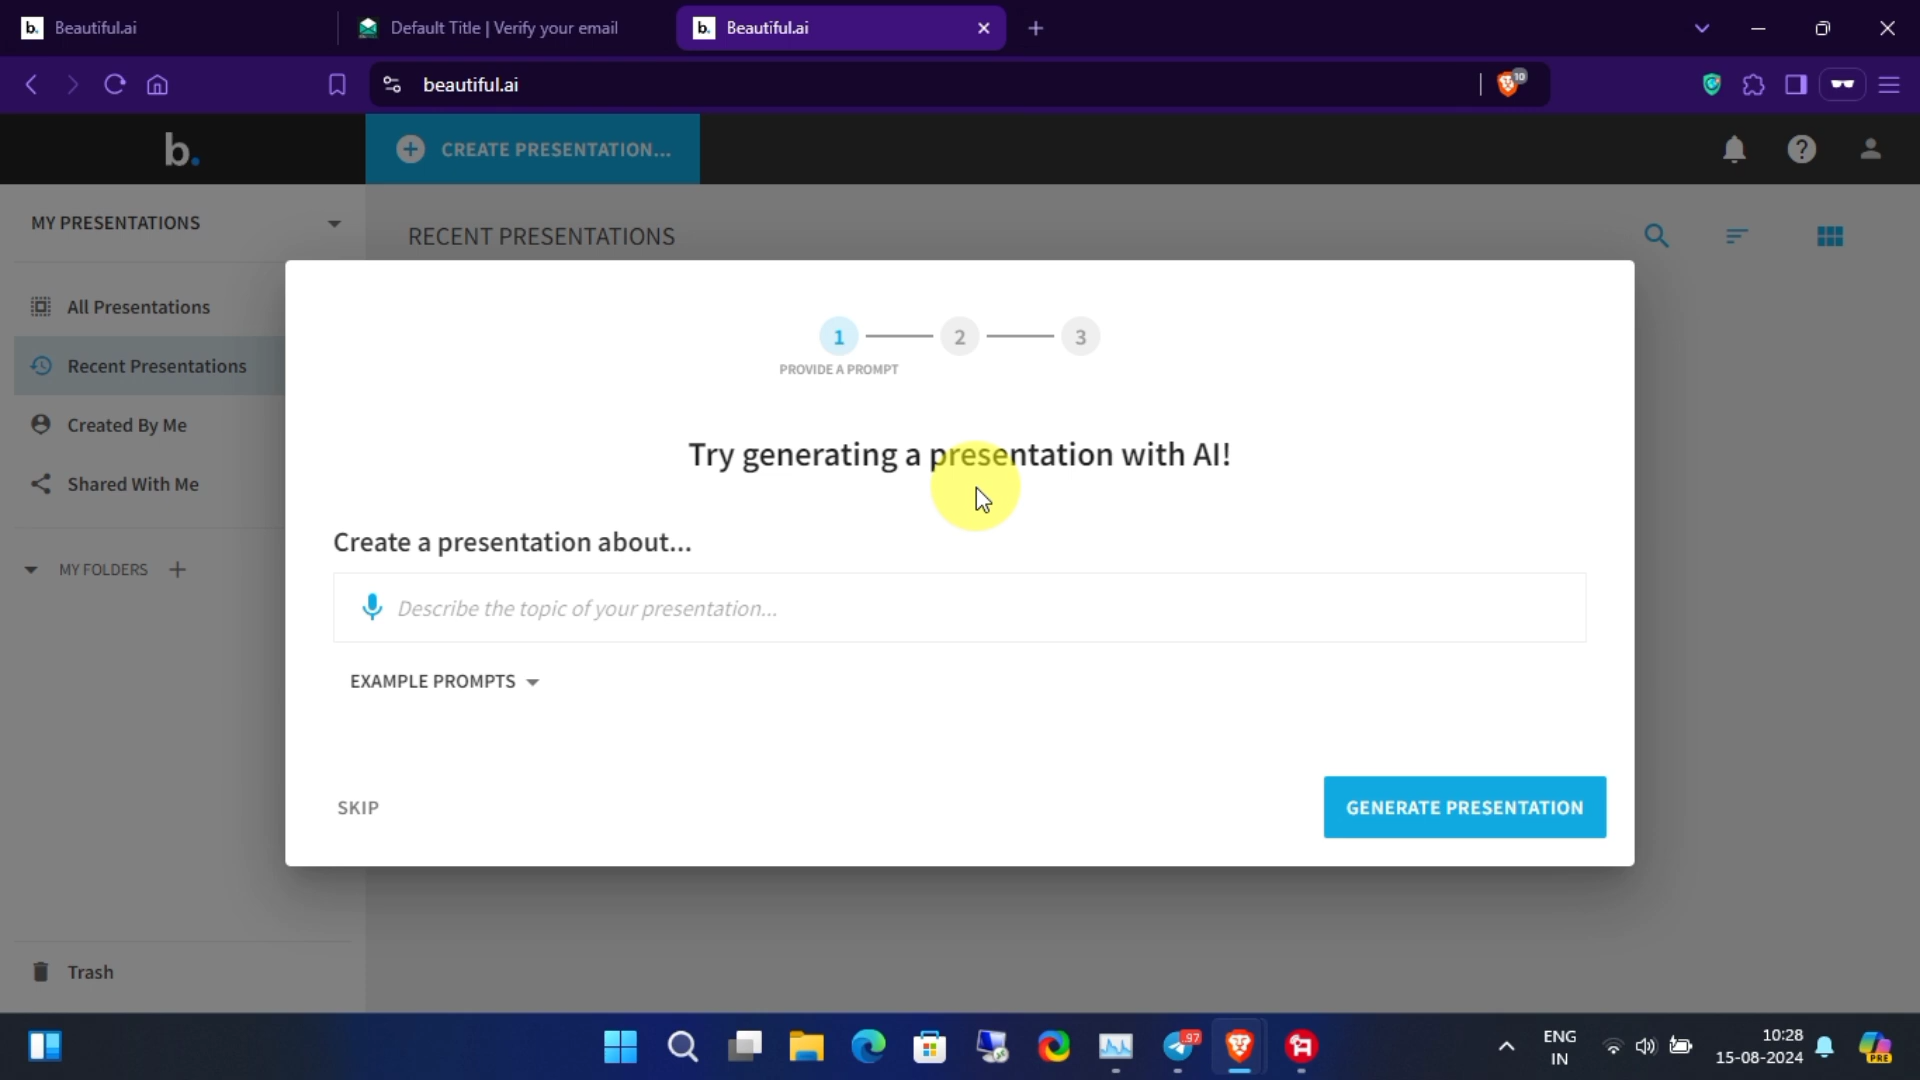 b. Beautiful.ai
Default Title | Verify your email
b. Beautiful.ai
beautiful.ai
10
b.
CREATE PRESENTATION...
MY PRESENTATIONS
RECENT PRESENTATIONS
All Presentations
Recent Presentations
Created By Me
Shared With Me
MY FOLDERS
Trash
1 2 3
PROVIDE A PROMPT
Try generating a presentation with AI!
Create a presentation about...
Describe the topic of your presentation...
EXAMPLE PROMPTS
SKIP
GENERATE PRESENTATION
97
ENG
IN
10:28
15-08-2024
PRE